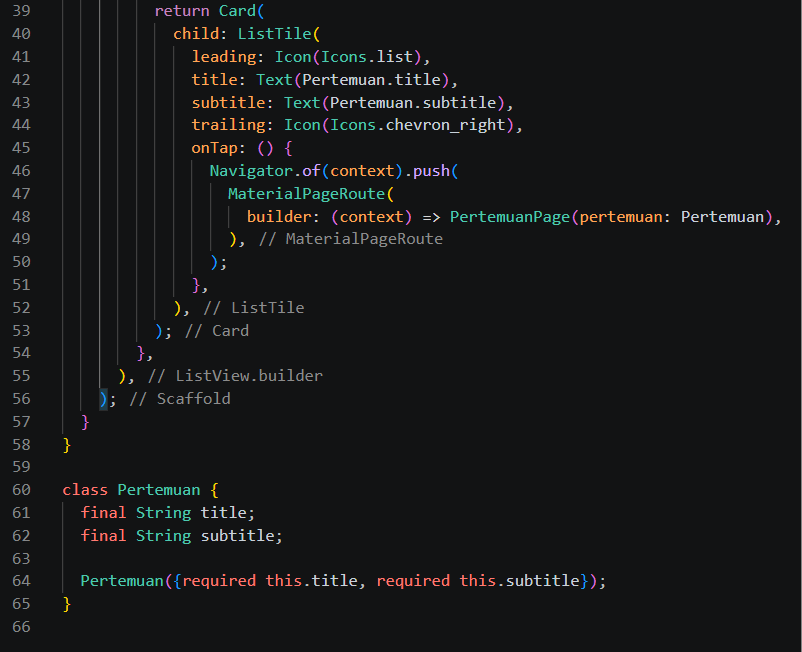 39 return Card(
40 child: ListTile(
41 leading: Icon(Icons.list),
42 title: Text(Pertemuan.title),
43 subtitle: Text(Pertemuan.subtitle),
44 trailing: Icon(Icons.chevron_right),
45 onTap: () {
46 Navigator.of(context).push(
47 MaterialPageRoute(
48 builder: (context) => PertemuanPage(pertemuan: Pertemuan),
49 ), // MaterialPageRoute
50 );
51 },
52 ), // ListTile
53 ); // Card
54 },
55 ), // ListView.builder
56 ); // Scaffold
57 }
58 }
59
60 class Pertemuan {
61 final String title;
62 final String subtitle;
63
64 Pertemuan({required this.title, required this.subtitle});
65 }
66